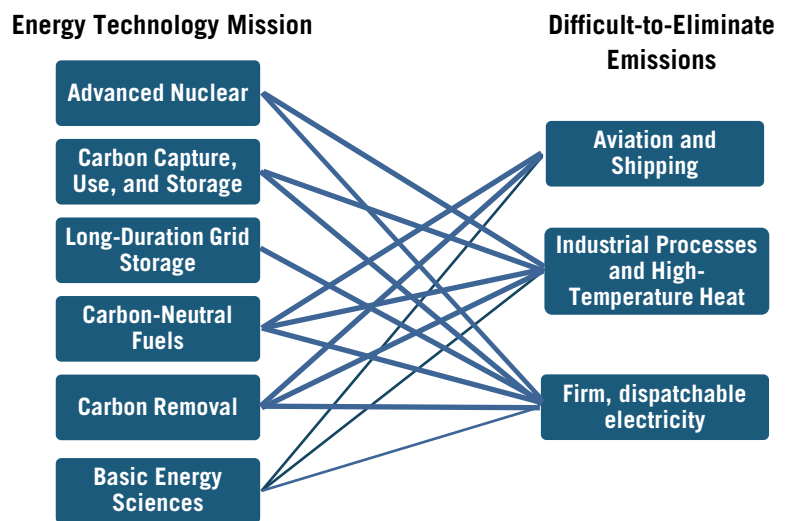 Energy Technology Mission
Difficult-to-Eliminate
Emissions
Advanced Nuclear
Carbon Capture,
Use, and Storage
Long-Duration Grid
Storage
Carbon-Neutral
Fuels
Carbon Removal
Basic Energy
Sciences
Aviation and
Shipping
Industrial Processes
and High-
Temperature Heat
Firm, dispatchable
electricity